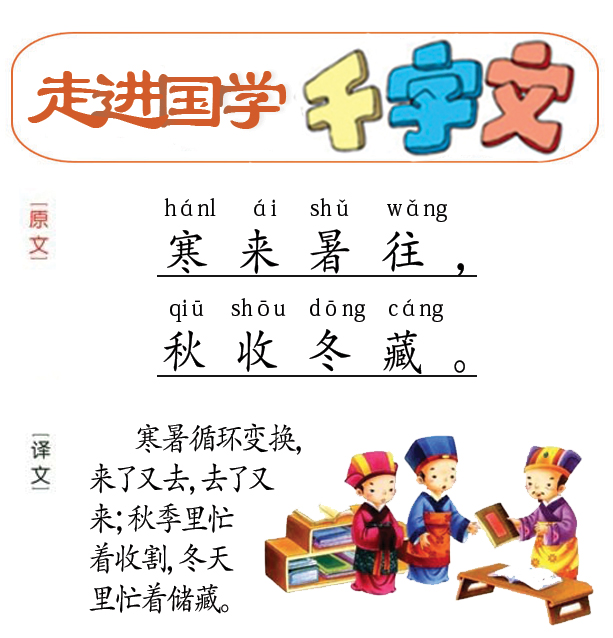 走进国学 千字文
原文
hánl ái shǔ wǎng
寒来暑往，
qiū shōu dōng cáng
秋收冬藏。
译文
寒暑循环变换，
来了又去，去了又
来；秋季里忙
着收割，冬天
里忙着储藏。